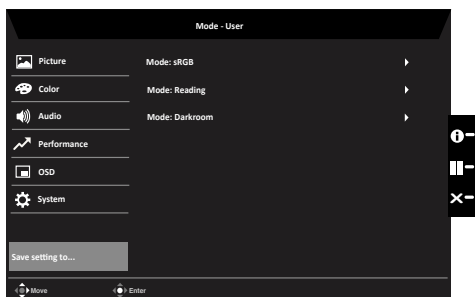 Mode - User
Picture
Color
Audio
Performance
OSD
System
Save setting to...
Mode: sRGB
Mode: Reading
Mode: Darkroom
Move
Enter